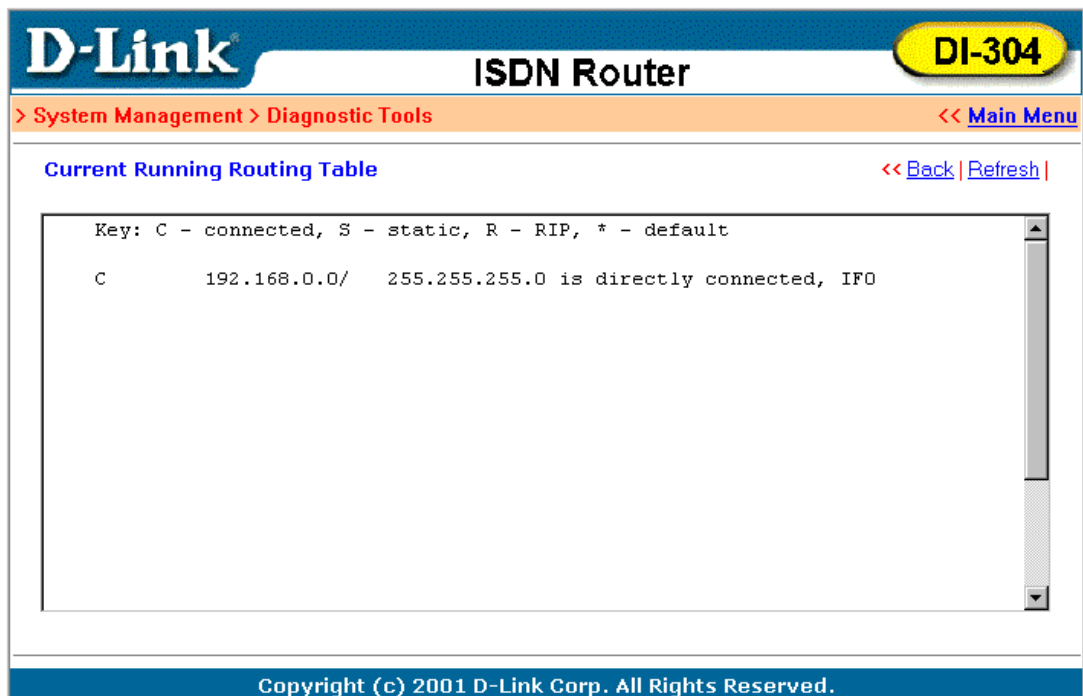 D-Link®
ISDN Router
DI-304
> System Management > Diagnostic Tools << Main Menu
Current Running Routing Table << Back | Refresh |
Key: C - connected, S - static, R - RIP, * - default
C 192.168.0.0/ 255.255.255.0 is directly connected, IF0
Copyright (c) 2001 D-Link Corp. All Rights Reserved.